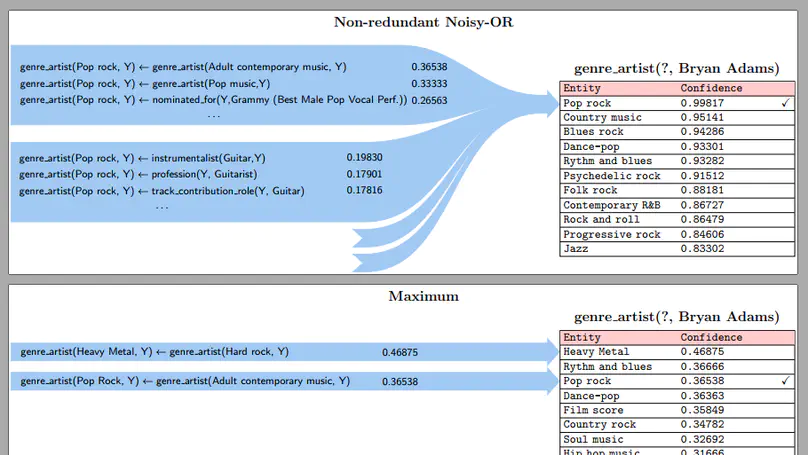 Non-redundant Noisy-OR
genre_artist(Pop rock, Y) ← genre_artist(Adult contemporary music, Y) 0.36538
genre_artist(Pop rock, Y) ← genre_artist(Pop music,Y) 0.33333
genre_artist(Pop rock, Y) ← nominated_for(Y,Grammy (Best Male Pop Vocal Perf.)) 0.26563
...
genre_artist(Pop rock, Y) ← instrumentalist(Guitar,Y) 0.19830
genre_artist(Pop rock, Y) ← profession(Y, Guitarist) 0.17901
genre_artist(Pop rock, Y) ← track_contribution_role(Y, Guitar) 0.17816
...
genre_artist(?, Bryan Adams)
Entity Confidence
Pop rock 0.99817 ✓
Country music 0.95141
Blues rock 0.94286
Dance-pop 0.93301
Rythm and blues 0.93282
Psychedelic rock 0.91512
Folk rock 0.88181
Contemporary R&B 0.86727
Rock and roll 0.86479
Progressive rock 0.84606
Jazz 0.83302
Maximum
genre_artist(Heavy Metal, Y) ← genre_artist(Hard rock, Y) 0.46875
genre_artist(Pop Rock, Y) ← genre_artist(Adult contemporary music, Y) 0.36538
genre_artist(?, Bryan Adams)
Entity Confidence
Heavy Metal 0.46875
Rythm and blues 0.36666
Pop rock 0.36538 ✓
Dance-pop 0.36363
Film score 0.35849
Country rock 0.34782
Soul music 0.32692
Hip hop music 0.31666